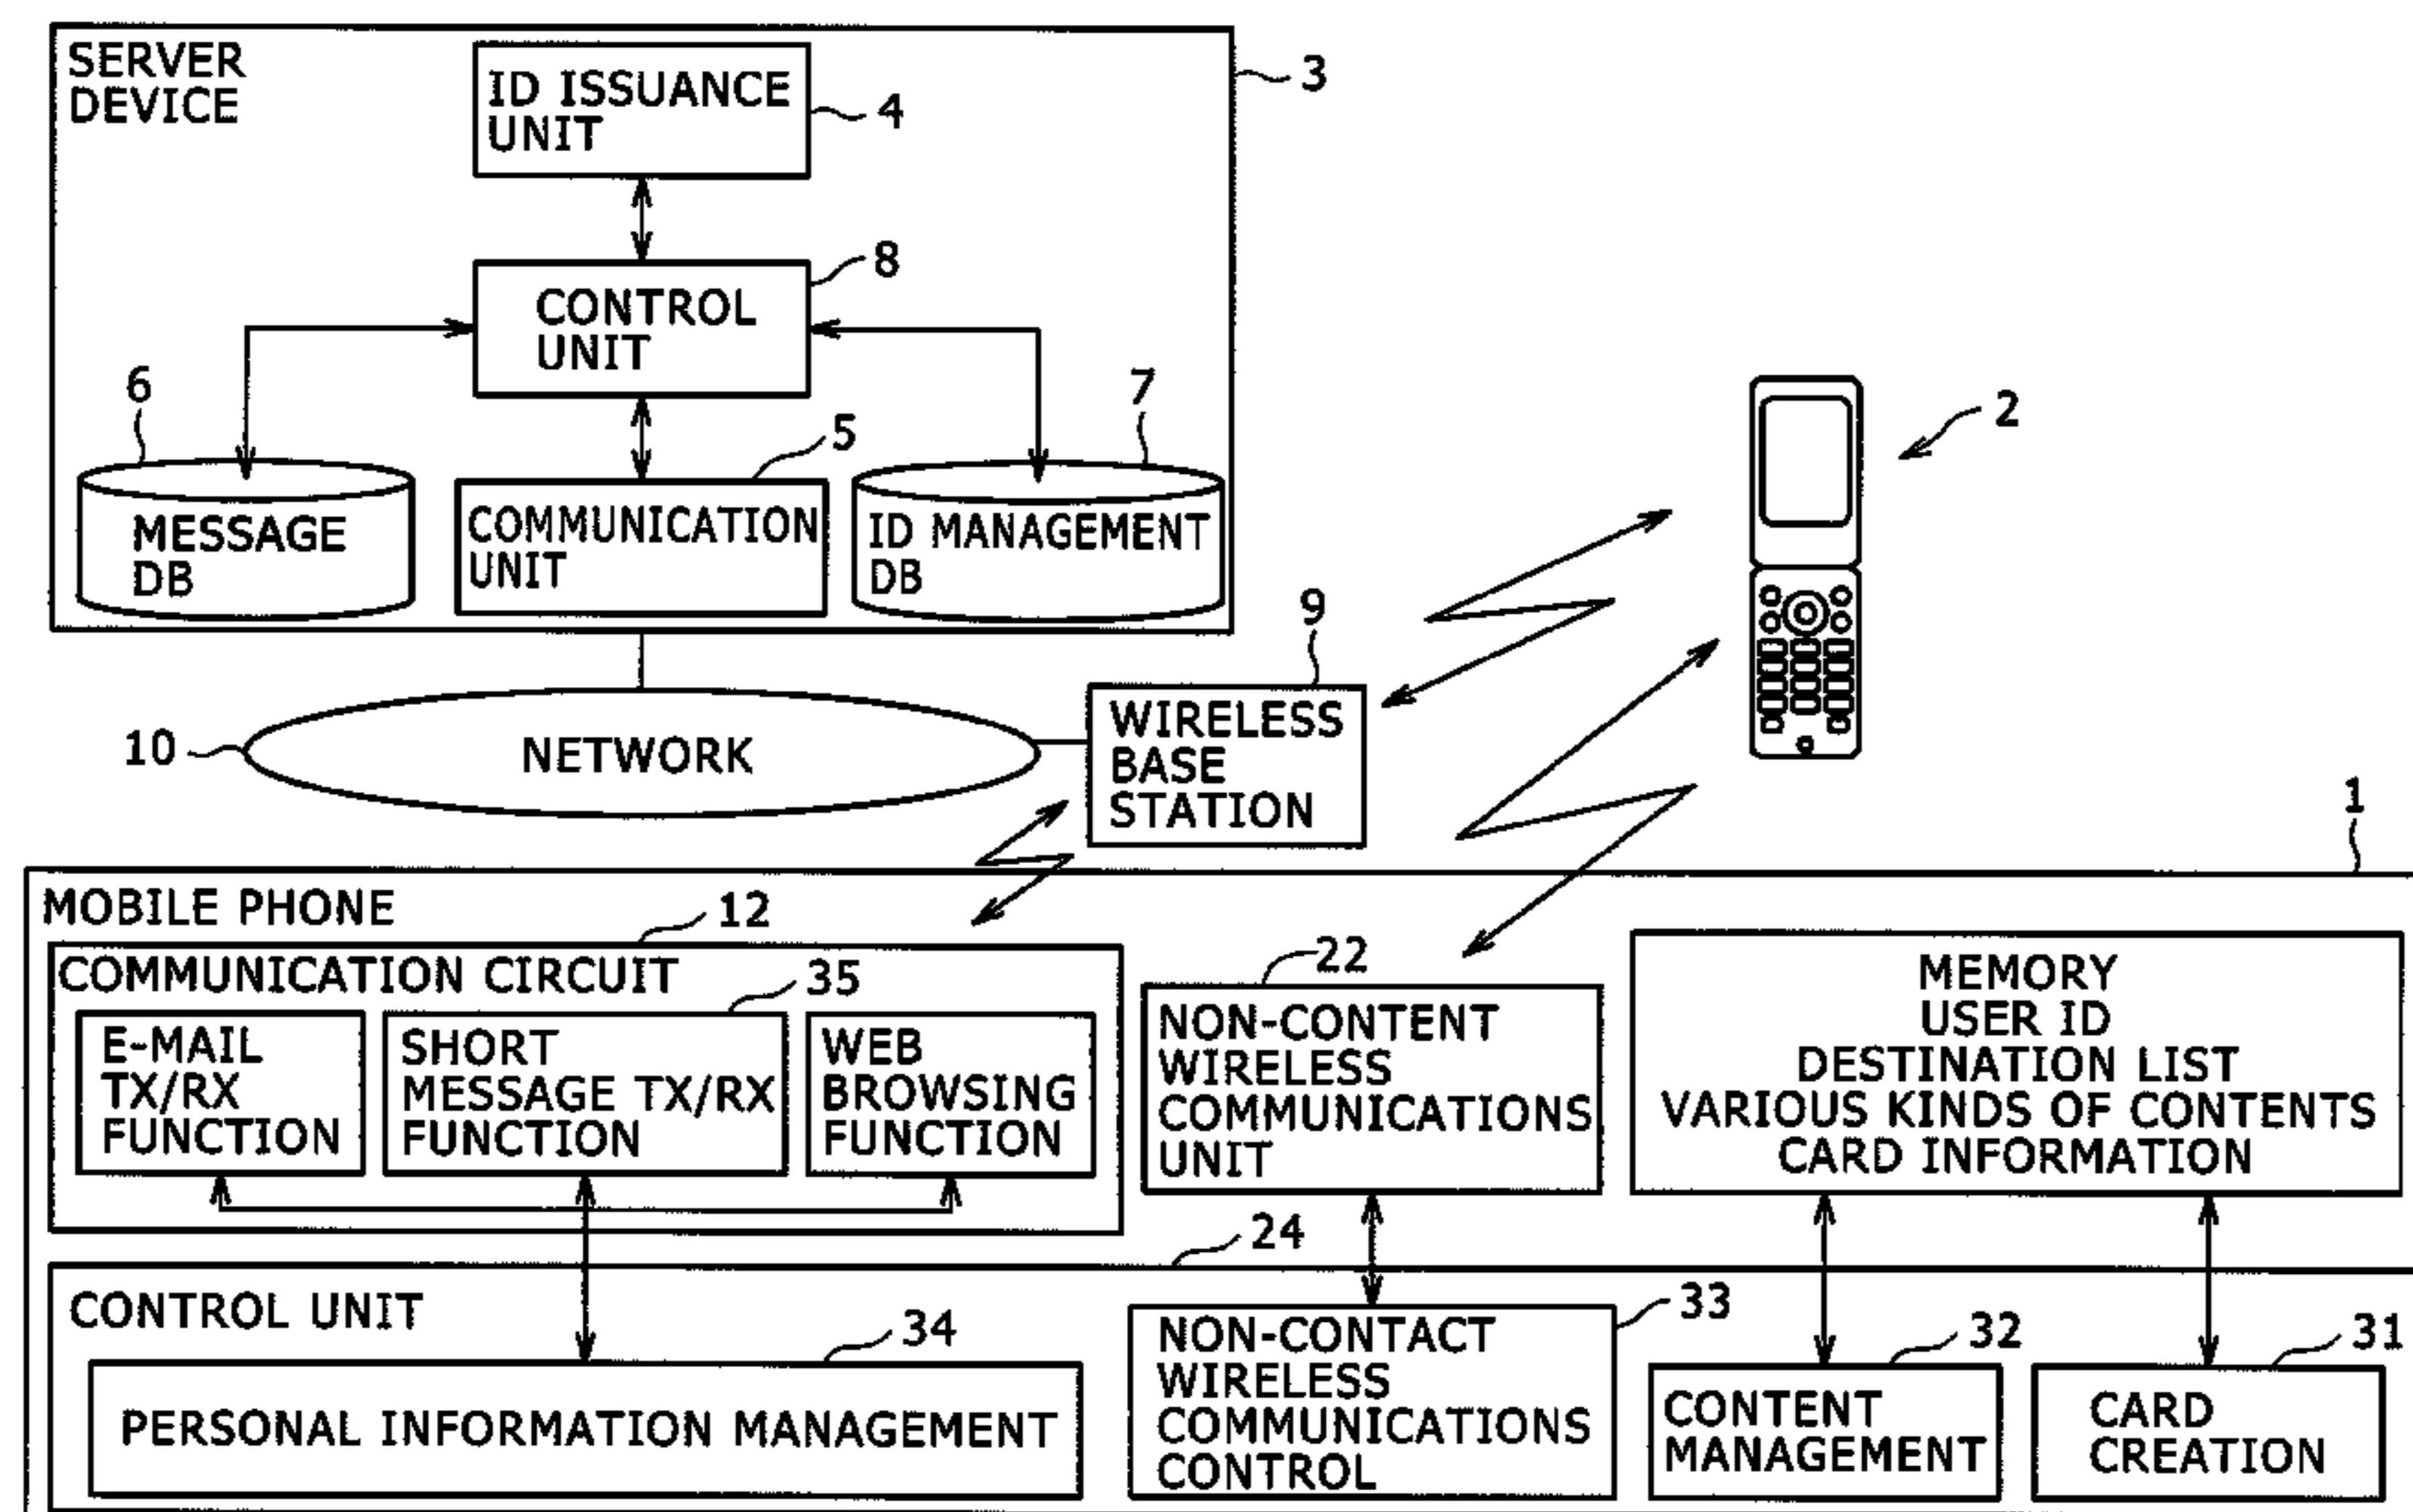 SERVER
DEVICE
3
ID ISSUANCE
UNIT
4
8
CONTROL
UNIT
6
5
7
MESSAGE
DB
COMMUNICATION
UNIT
ID MANAGEMENT
DB
2
9
10
NETWORK
WIRELESS
BASE
STATION
1
MOBILE PHONE
12
COMMUNICATION CIRCUIT
35
E-MAIL
TX/RX
FUNCTION
SHORT
MESSAGE TX/RX
FUNCTION
WEB
BROWSING
FUNCTION
22
NON-CONTENT
WIRELESS
COMMUNICATIONS
UNIT
MEMORY
USER ID
DESTINATION LIST
VARIOUS KINDS OF CONTENTS
CARD INFORMATION
24
CONTROL UNIT
34
PERSONAL INFORMATION MANAGEMENT
33
NON-CONTACT
WIRELESS
COMMUNICATIONS
CONTROL
32
CONTENT
MANAGEMENT
31
CARD
CREATION